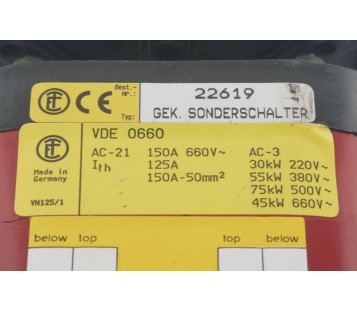 CE Best.- Nr.: 22619
Typ: GEK. SONDERSCHALTER
VDE 0660
AC-21 150A 660V~ AC-3
Ith 125A 30kW 220V~
150A-50mm² 55kW 380V~
75kW 500V~
45kW 660V~
Made in
Germany
VN125/1
below top top below